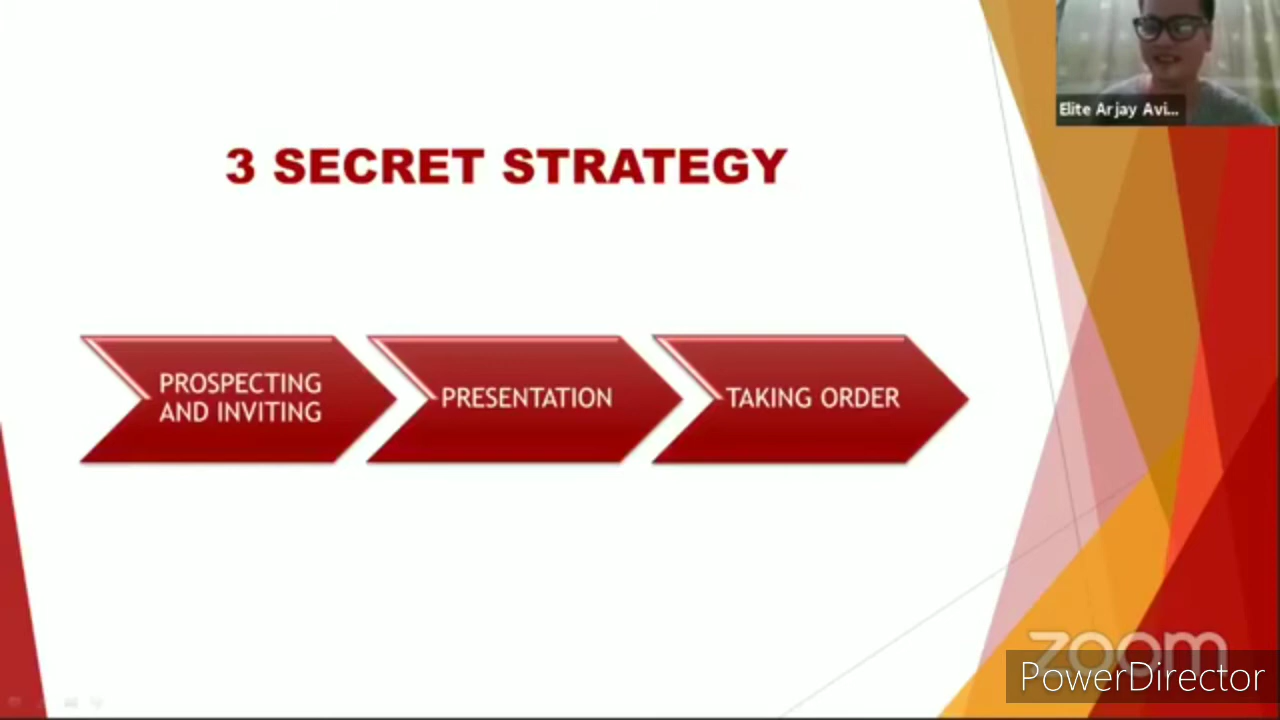 Elite Arjay Avi...
3 SECRET STRATEGY
PROSPECTING
AND INVITING
PRESENTATION
TAKING ORDER
zoom
PowerDirector